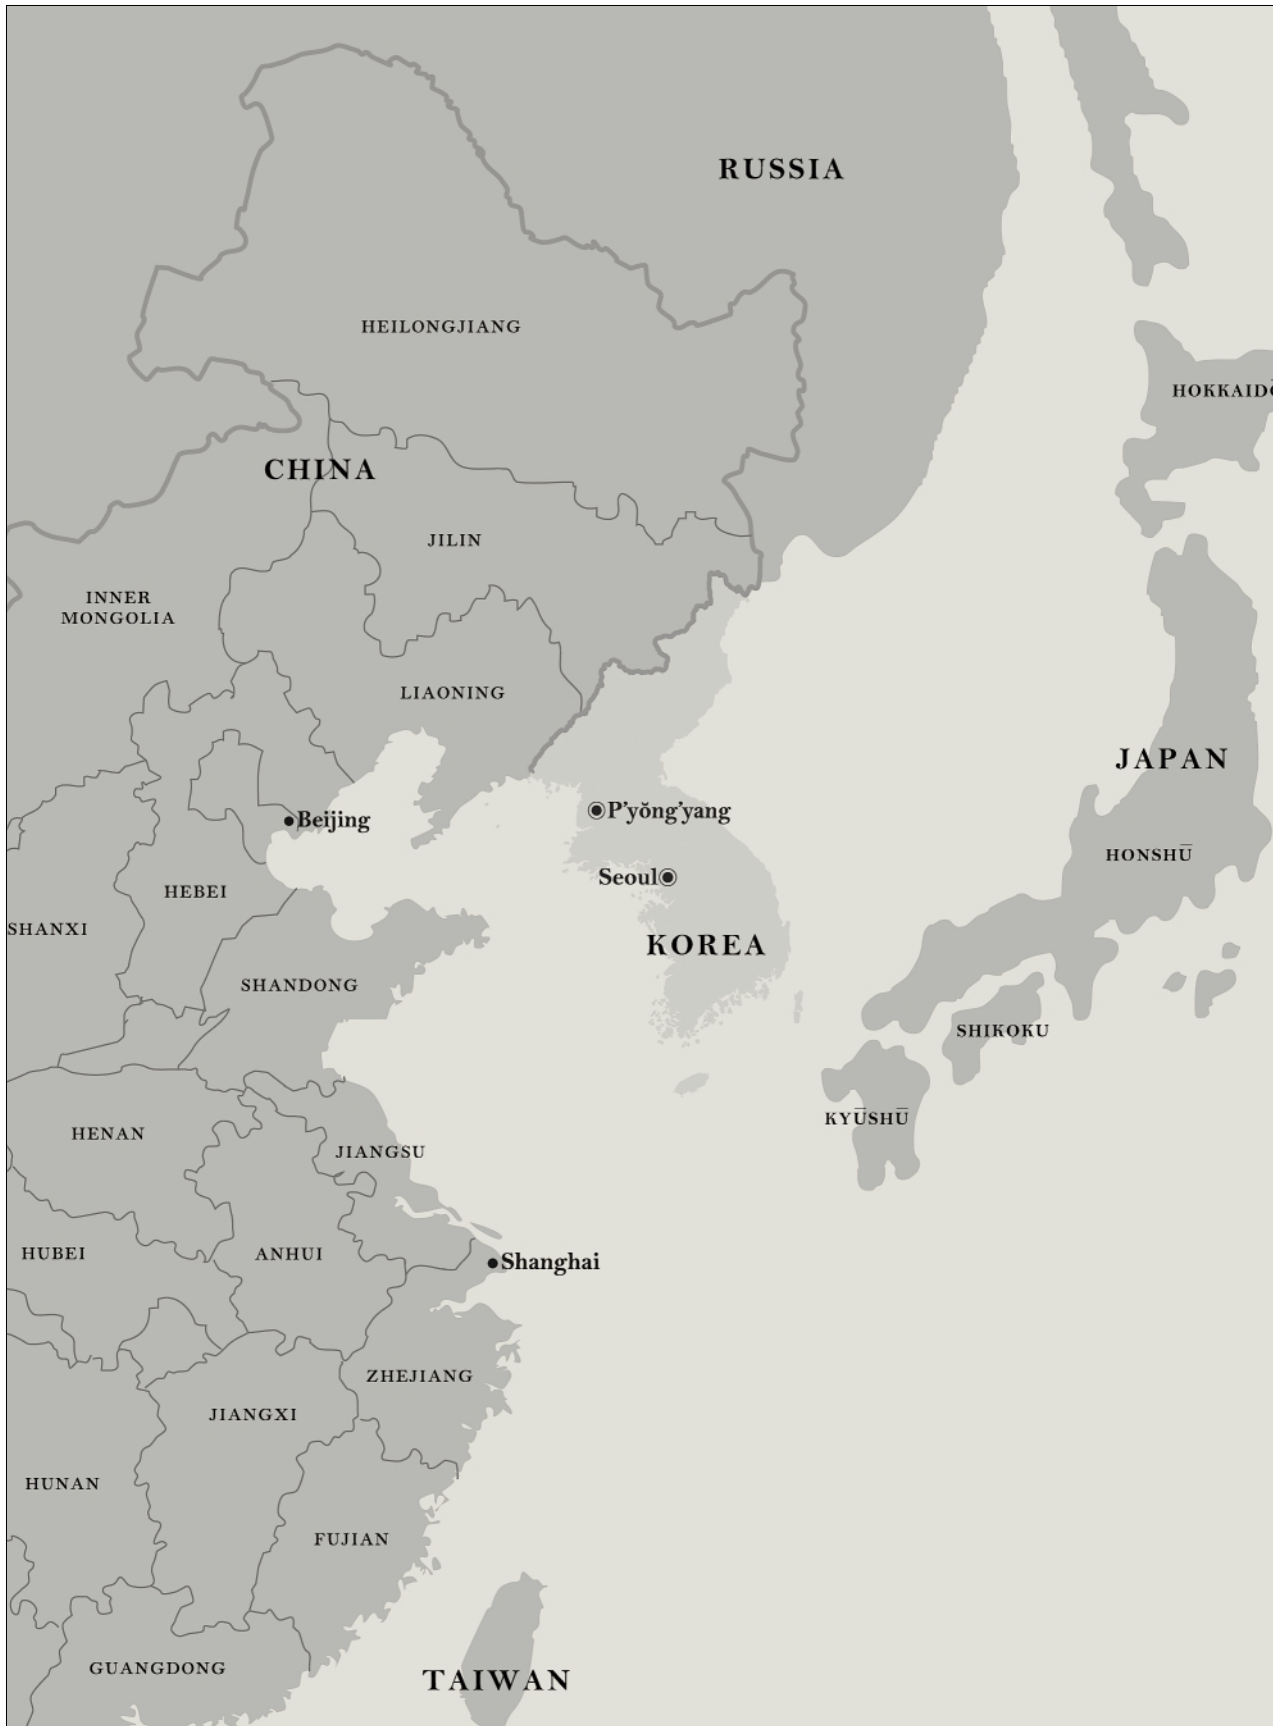 RUSSIA
HEILONGJIANG
HOKKAIDŌ
CHINA
JILIN
INNER
MONGOLIA
LIAONING
JAPAN
P’yŏng’yang
Beijing
HONSHŪ
Seoul
HEBEI
SHANXI
KOREA
SHANDONG
SHIKOKU
KYŪSHŪ
HENAN
JIANGSU
HUBEI
ANHUI
Shanghai
ZHEJIANG
JIANGXI
HUNAN
FUJIAN
GUANGDONG
TAIWAN